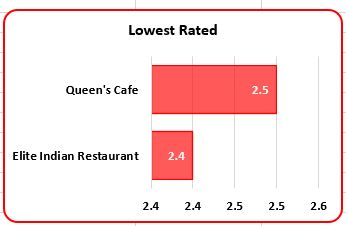 Lowest Rated
Queen's Cafe 2.5
Elite Indian Restaurant 2.4
2.4 2.4 2.5 2.5 2.6